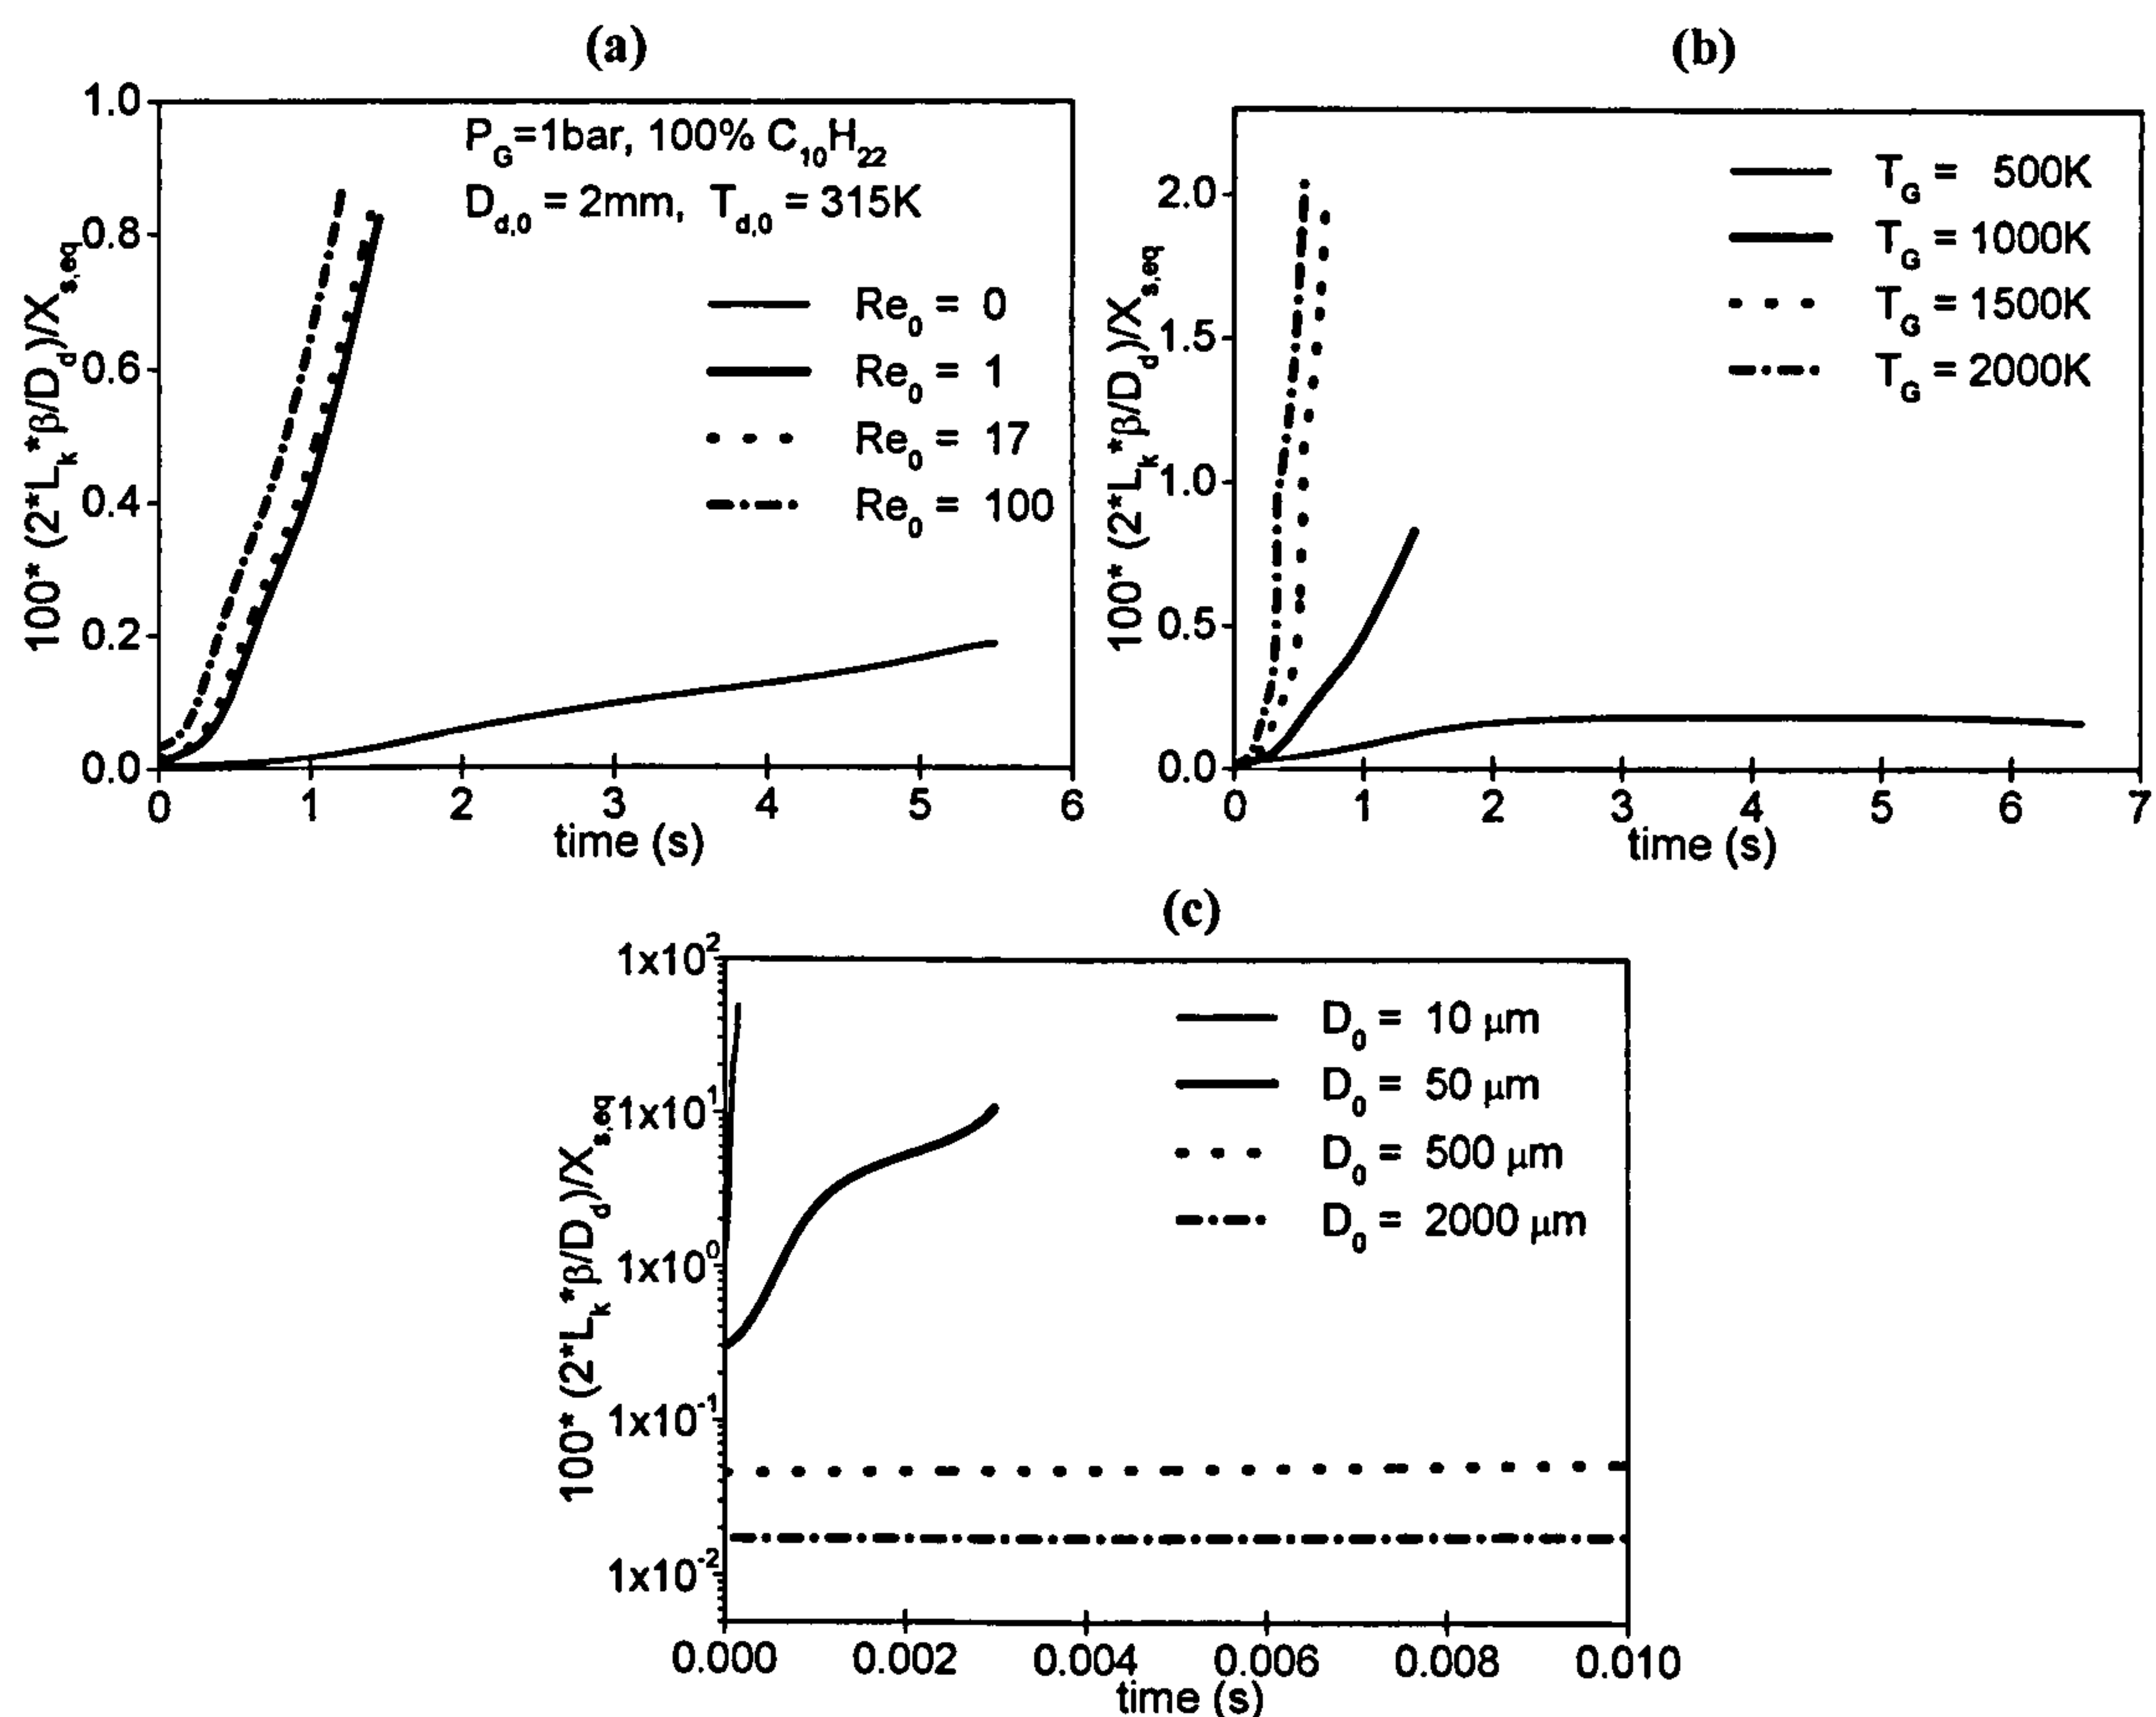 (a)
100* (2*L_k*β/D_d)/X_s,eq
1.0
0.8
0.6
0.4
0.2
0.0
P_G=1bar, 100% C_10H_22
D_d,0 = 2mm, T_d,0 = 315K
Re_0 = 0
Re_0 = 1
Re_0 = 17
Re_0 = 100
0 1 2 3 4 5 6
time (s)
(b)
100* (2*L_k*β/D_d)/X_s,eq
2.0
1.5
1.0
0.5
0.0
T_G = 500K
T_G = 1000K
T_G = 1500K
T_G = 2000K
0 1 2 3 4 5 6 7
time (s)
(c)
100* (2*L_k*β/D_d)/X_s,eq
1x10^2
1x10^1
1x10^0
1x10^-1
1x10^-2
D_0 = 10 μm
D_0 = 50 μm
D_0 = 500 μm
D_0 = 2000 μm
0.000 0.002 0.004 0.006 0.008 0.010
time (s)